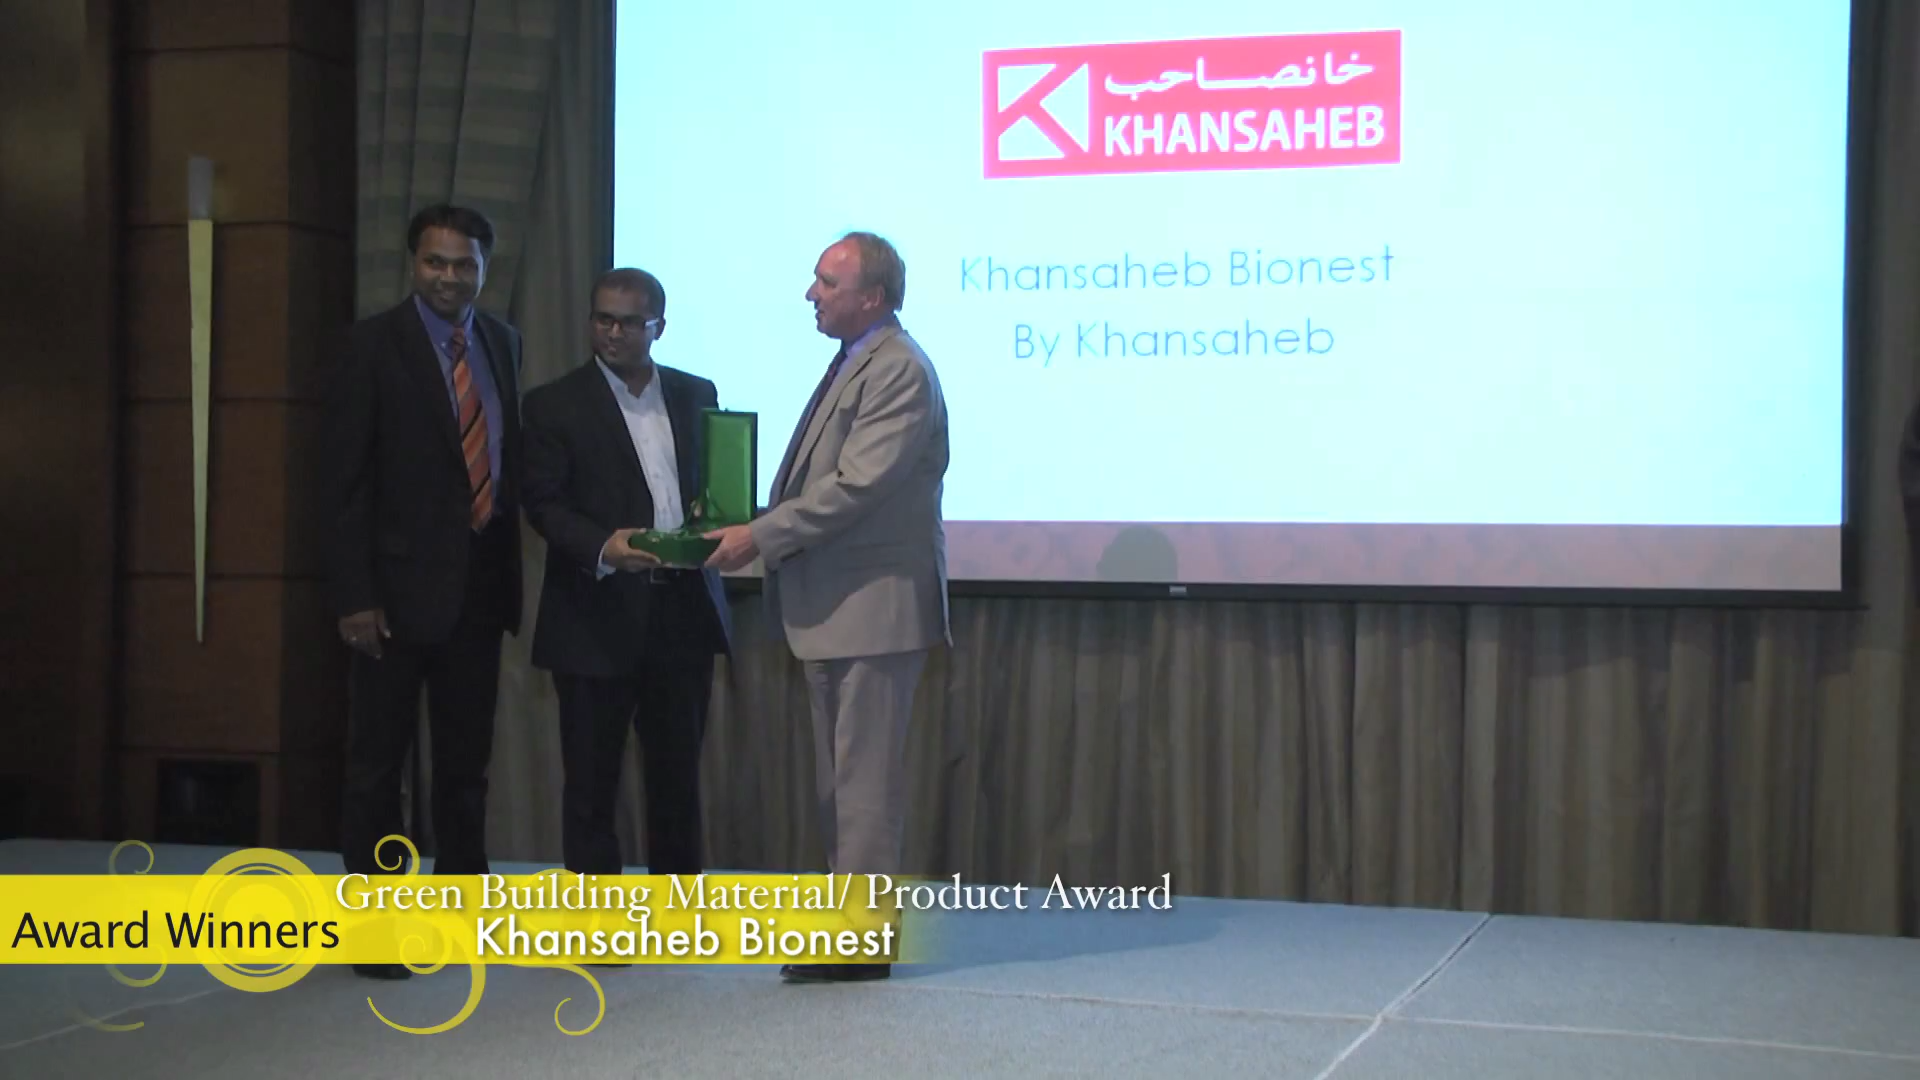 خانصاحب
KHANSAHEB
Khansaheb Bionest
By Khansaheb
Green Building Material/ Product Award
Award Winners
Khansaheb Bionest